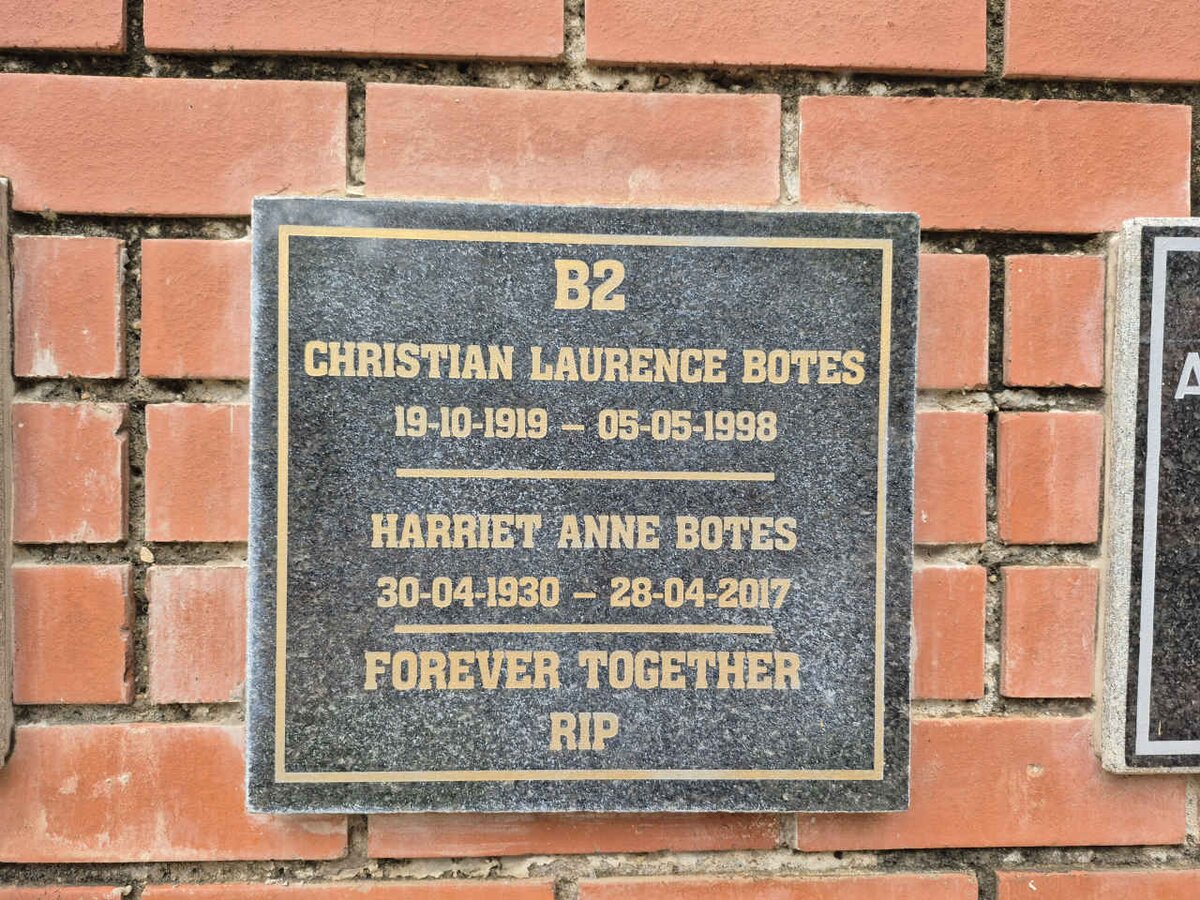 B2
CHRISTIAN LAURENCE BOTES
19-10-1919 – 05-05-1998
HARRIET ANNE BOTES
30-04-1930 – 28-04-2017
FOREVER TOGETHER
RIP
A